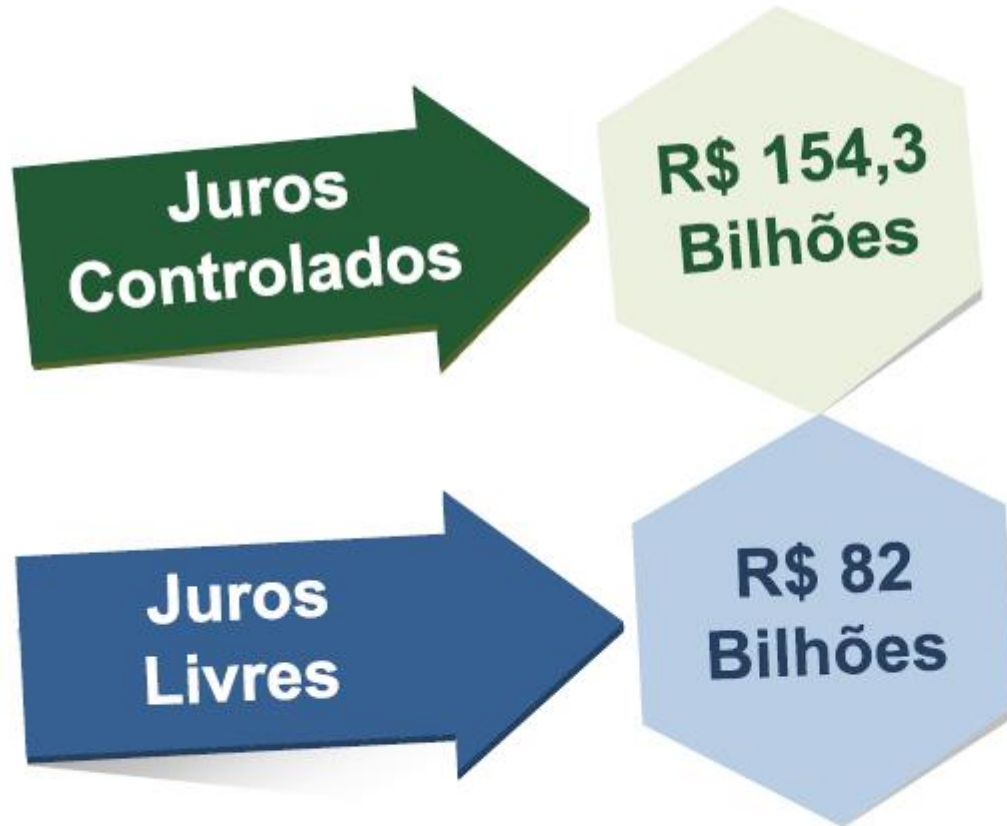 Juros
Controlados
R$ 154,3
Bilhões
Juros
Livres
R$ 82
Bilhões